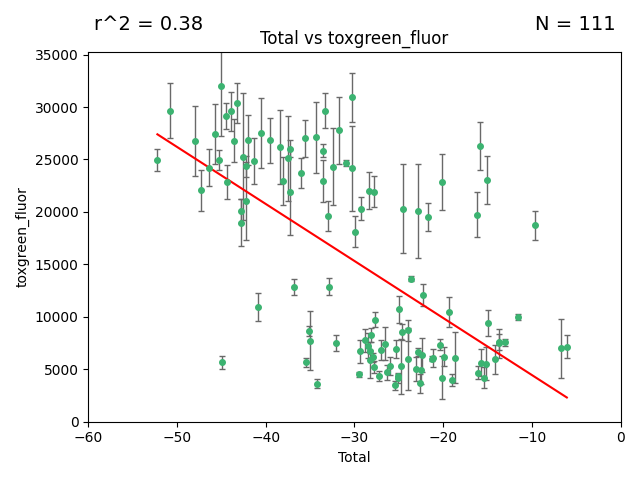 r^2 = 0.38 N = 111
Total vs toxgreen_fluor
35000
30000
25000
20000
15000
10000
5000
0
toxgreen_fluor
−60 −50 −40 −30 −20 −10 0
Total